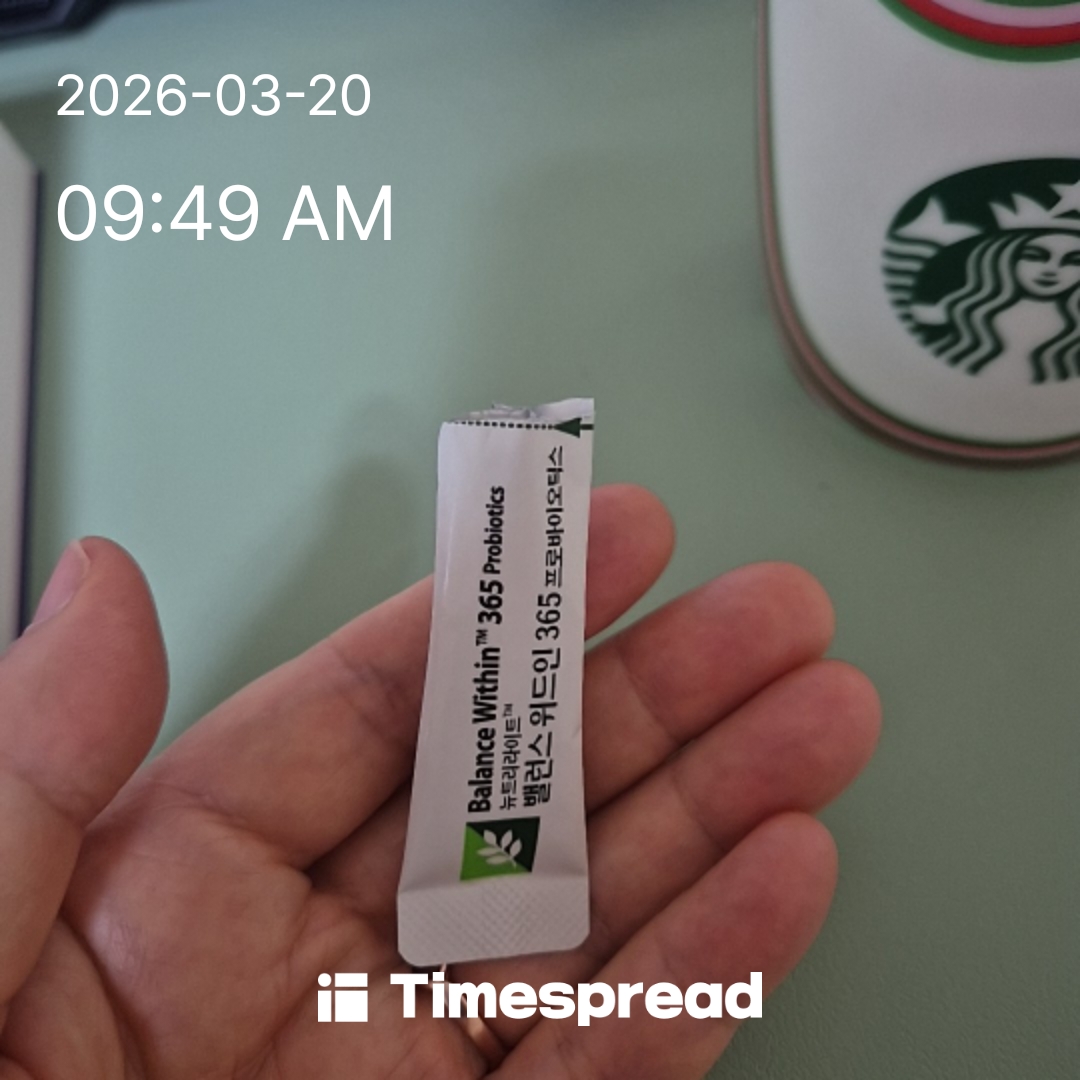 2026-03-20
09:49 AM
Balance Within™ 365 Probiotics
뉴트리라이트™
밸런스 위드인 365 프로바이오틱스
Timespread